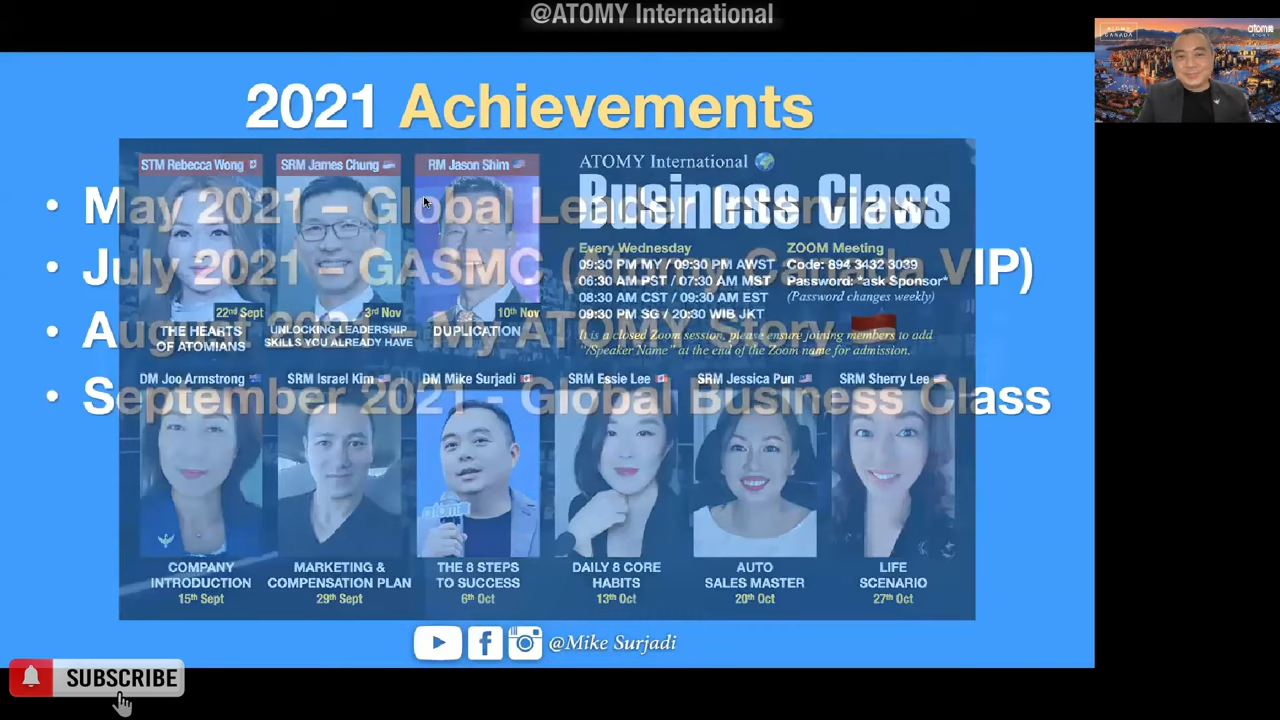 @ATOMY International
ATOMY
CANADA
atomy
2021 Achievements
• May 2021 – Global Leader Interview
• July 2021 – GASMC (Atomy Canada VIP)
• August 2021 – My ATOMY Story
• September 2021 - Global Business Class
STM Rebecca Wong
SRM James Chung
RM Jason Shim
22nd Sept
3rd Nov
10th Nov
THE HEARTS
OF ATOMIANS
UNLOCKING LEADERSHIP
SKILLS YOU ALREADY HAVE
DUPLICATION
ATOMY International
Business Class
Every Wednesday
09:30 PM MY / 09:30 PM AWST
06:30 AM PST / 07:30 AM MST
08:30 AM CST / 09:30 AM EST
09:30 PM SG / 20:30 WIB JKT
ZOOM Meeting
Code: 894 3432 3039
Password: *ask Sponsor*
(Password changes weekly)
It is a closed Zoom session, please ensure joining members to add
"/Speaker Name" at the end of the Zoom name for admission.
DM Joo Armstrong
SRM Israel Kim
DM Mike Surjadi
SRM Essie Lee
SRM Jessica Pun
SRM Sherry Lee
atomy
COMPANY
INTRODUCTION
15th Sept
MARKETING &
COMPENSATION PLAN
29th Sept
THE 8 STEPS
TO SUCCESS
6th Oct
DAILY 8 CORE
HABITS
13th Oct
AUTO
SALES MASTER
20th Oct
LIFE
SCENARIO
27th Oct
@Mike Surjadi
SUBSCRIBE